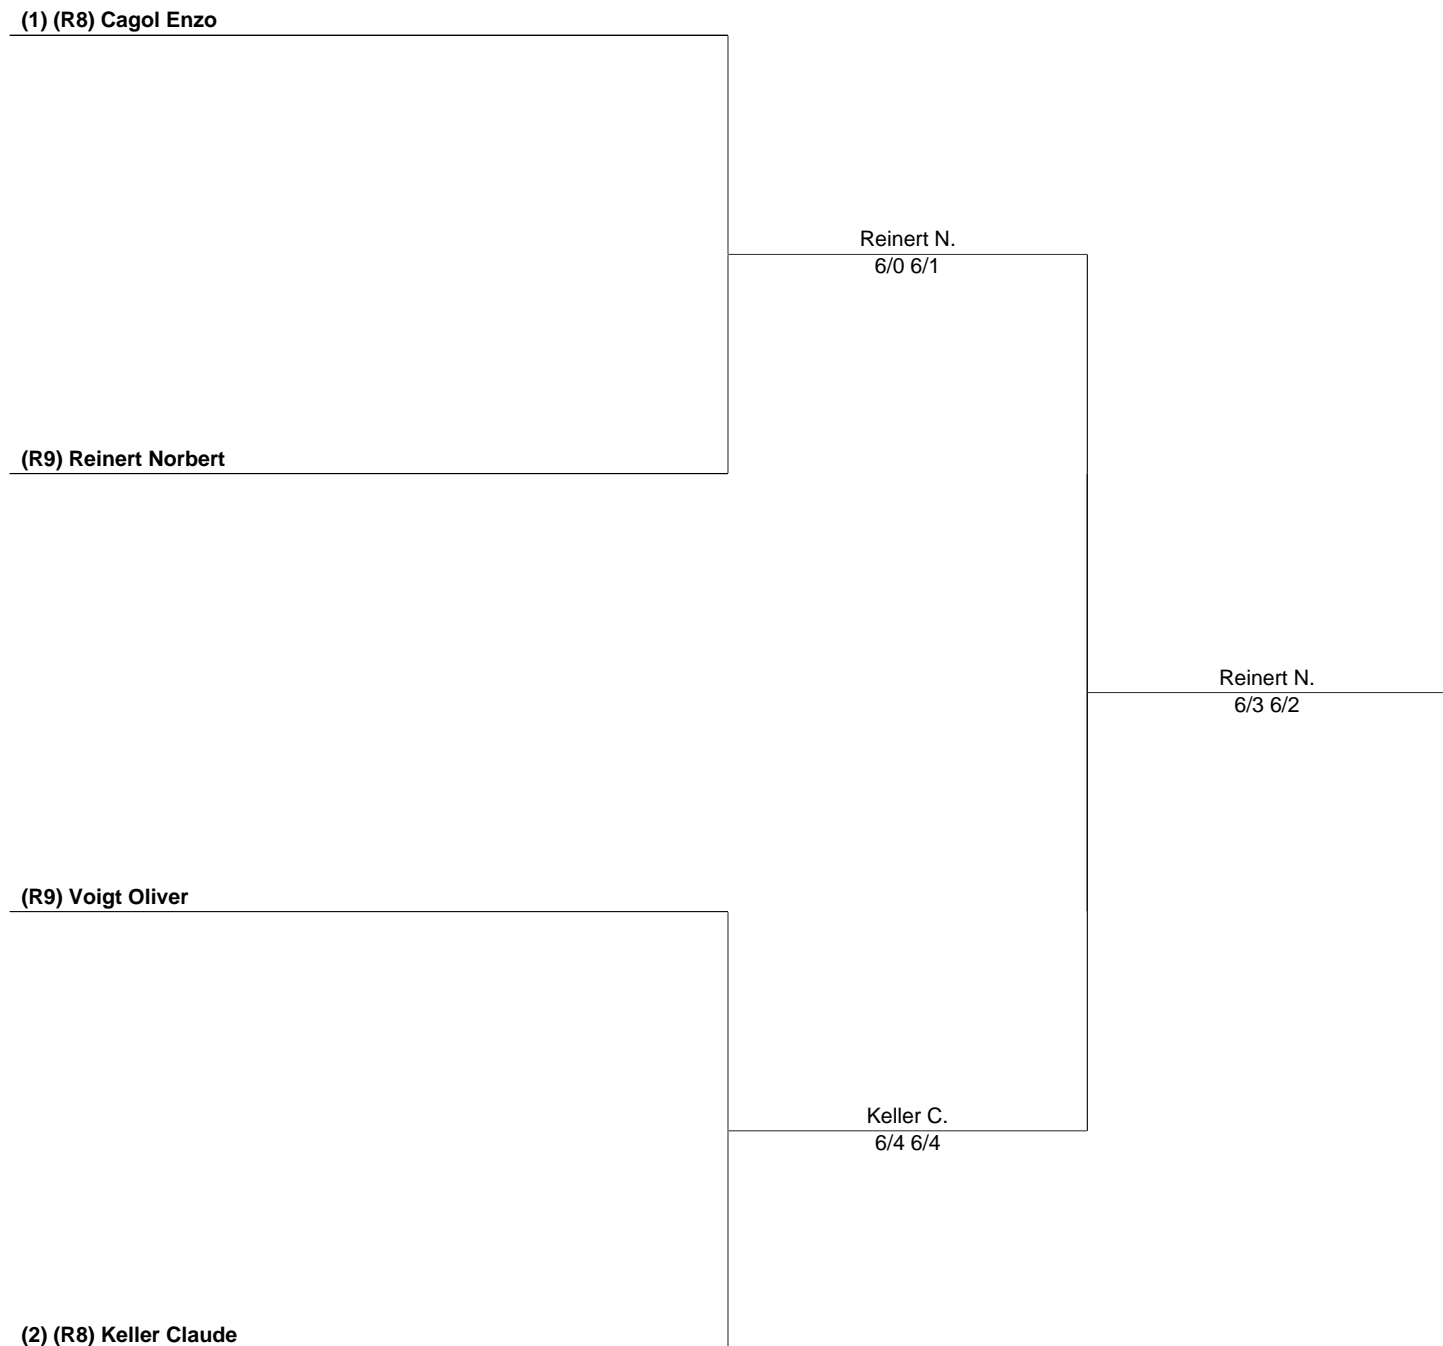 (1) (R8) Cagol Enzo
Reinert N.
6/0 6/1
(R9) Reinert Norbert
Reinert N.
6/3 6/2
(R9) Voigt Oliver
Keller C.
6/4 6/4
(2) (R8) Keller Claude